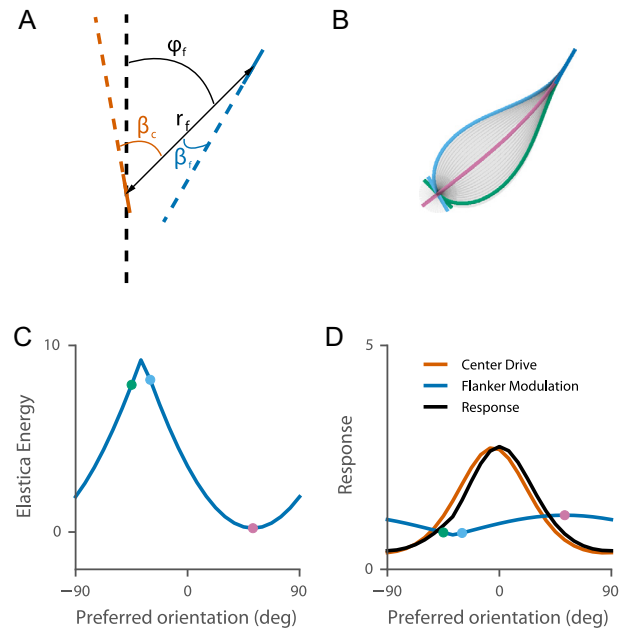 A
φf
rf
βc
βf
B
C
10
0
Elastica Energy
−90
0
90
Preferred orientation (deg)
D
5
0
Response
Center Drive
Flanker Modulation
Response
−90
0
90
Preferred orientation (deg)